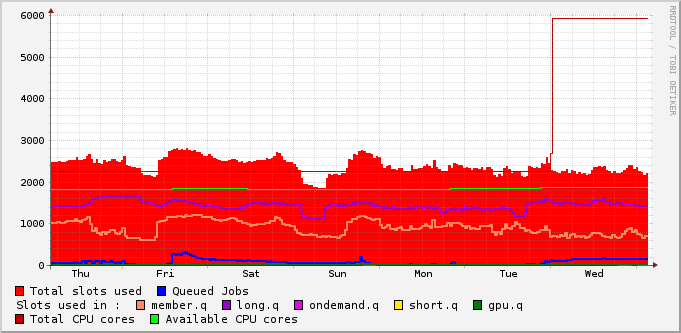 6000
5000
4000
3000
2000
1000
0
Thu Fri Sat Sun Mon Tue Wed
Total slots used Queued Jobs
Slots used in : member.q long.q ondemand.q short.q gpu.q
Total CPU cores Available CPU cores
RRDTOOL / TOBI OETIKER